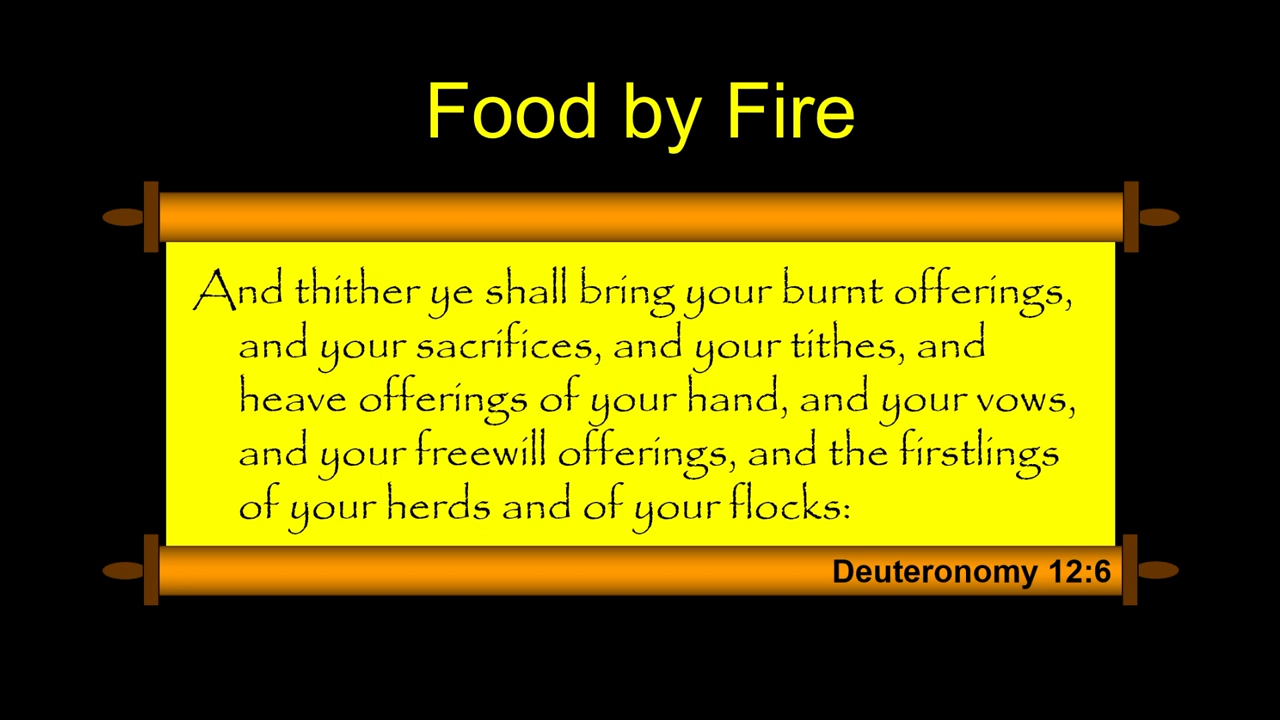 Food by Fire
And thither ye shall bring your burnt offerings,
and your sacrifices, and your tithes, and
heave offerings of your hand, and your vows,
and your freewill offerings, and the firstlings
of your herds and of your flocks:
Deuteronomy 12:6